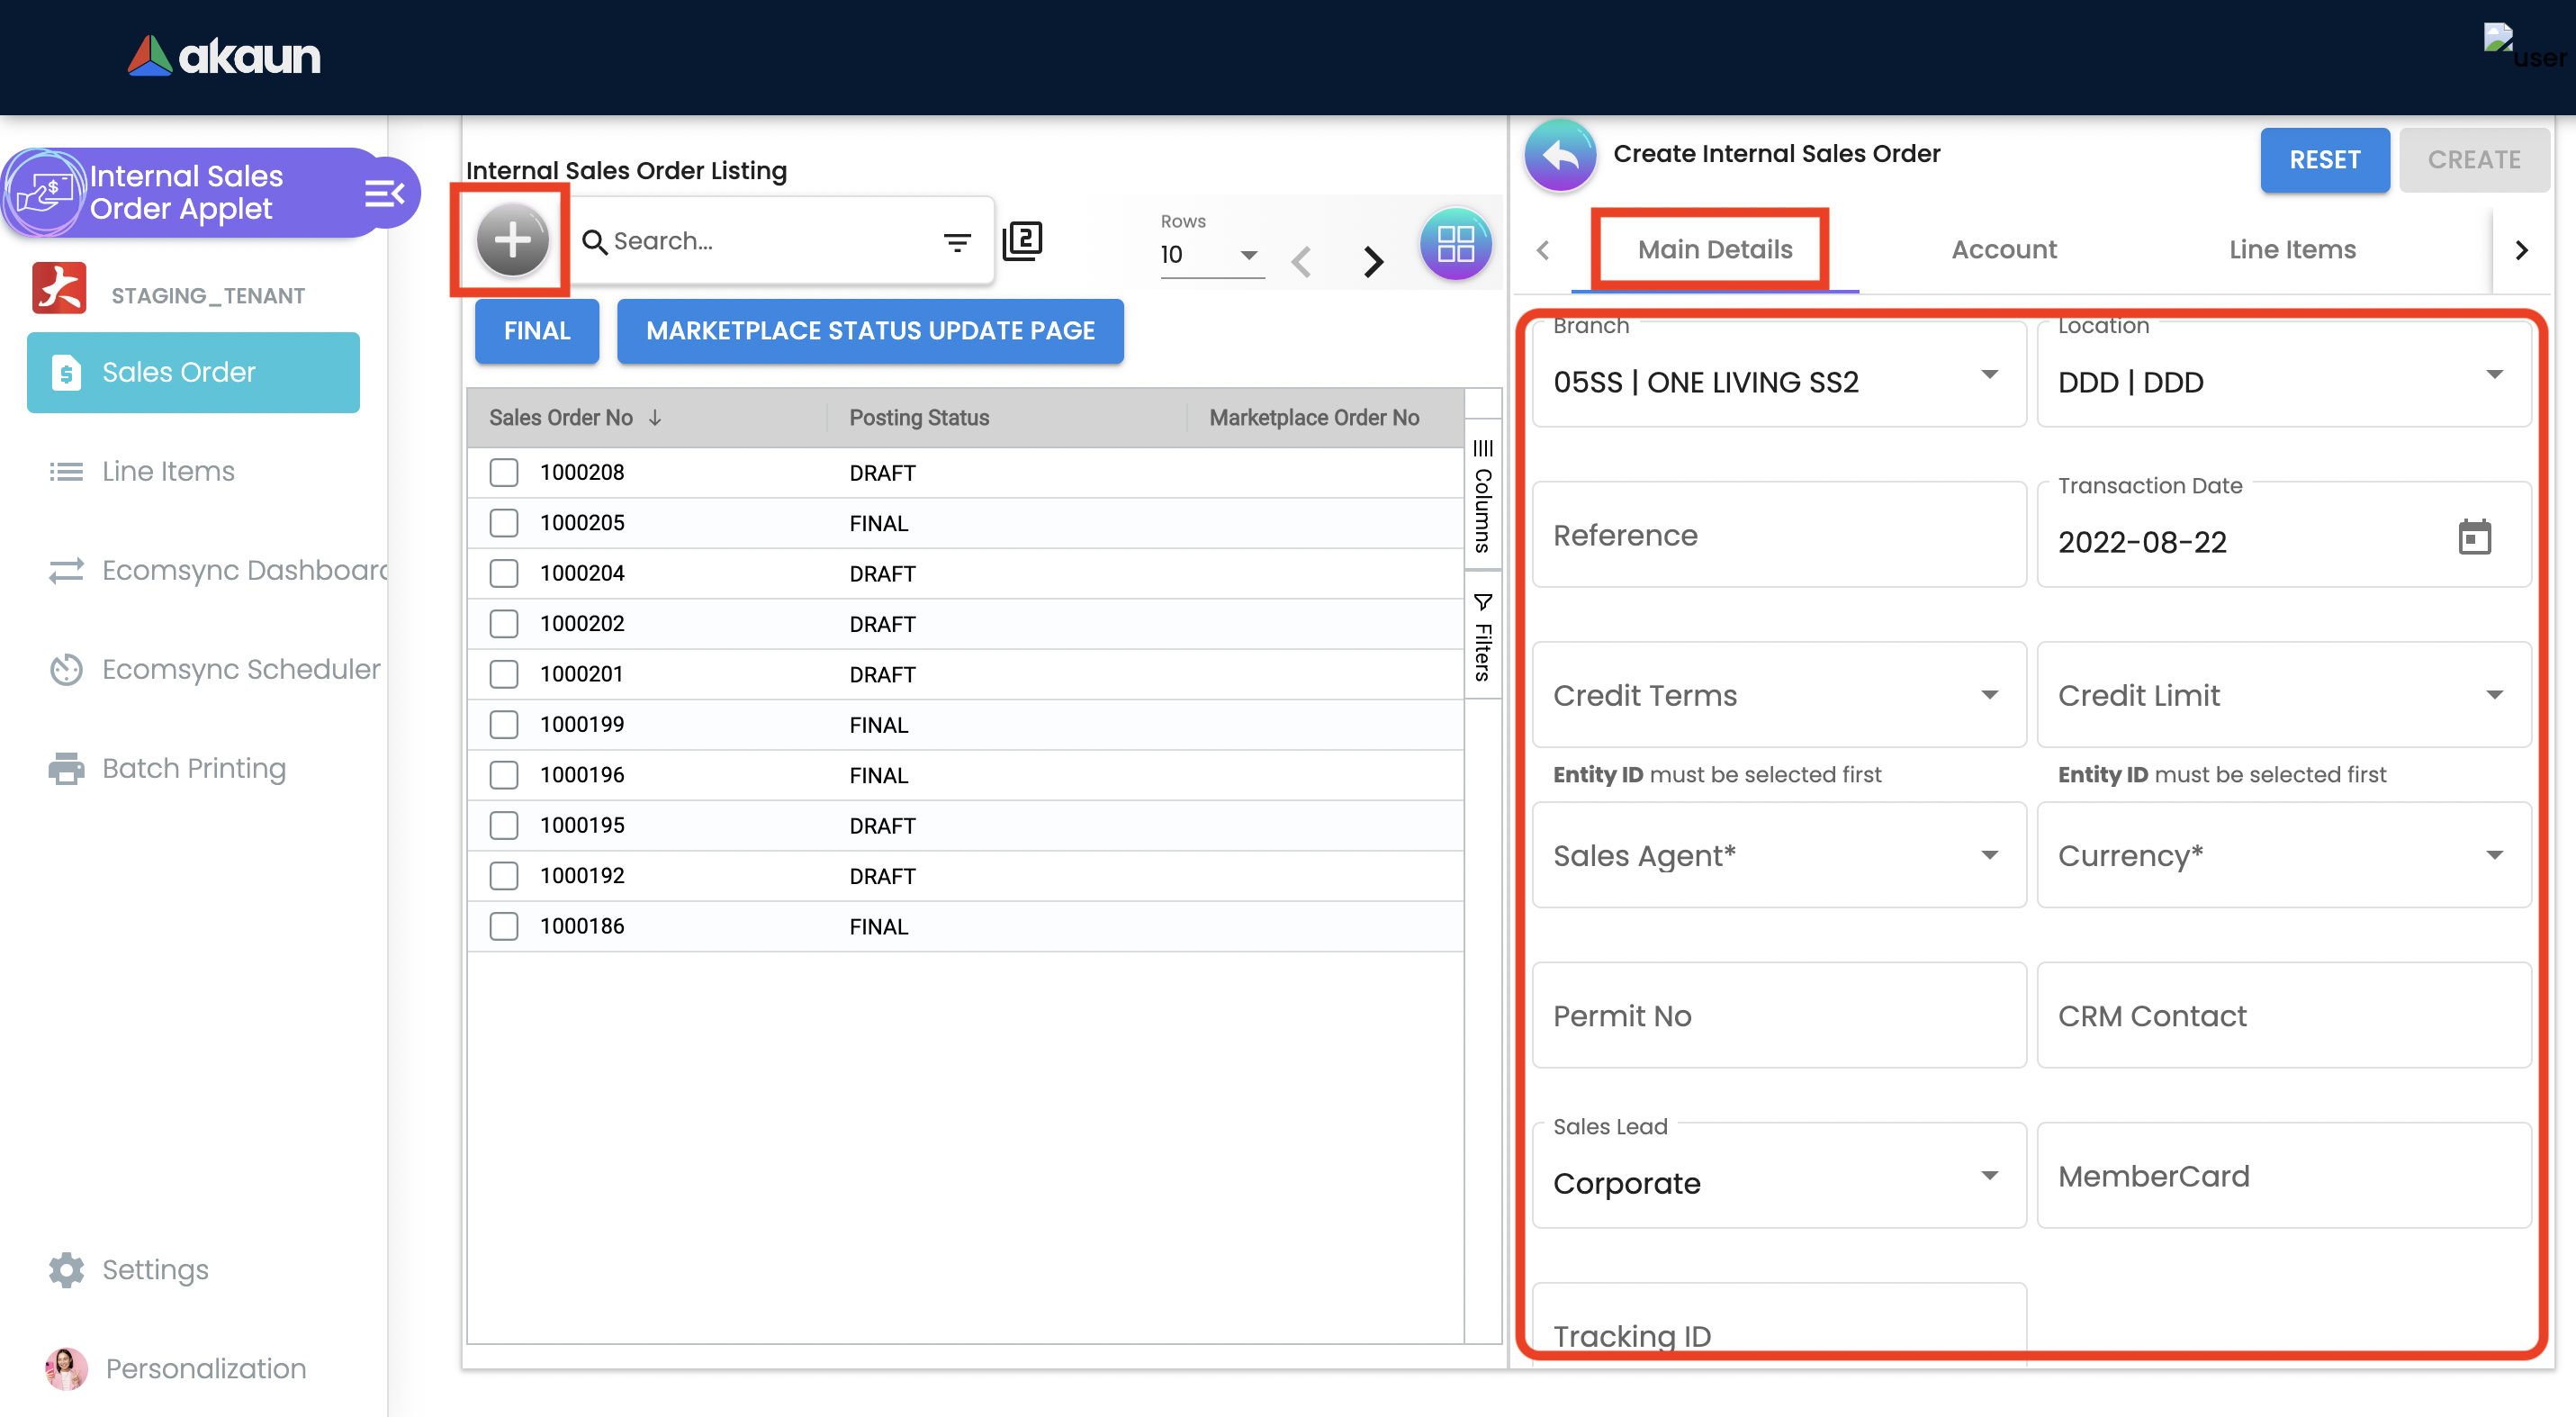 akaun
user
Internal Sales
Order Applet
STAGING_TENANT
Sales Order
Line Items
Ecomsync Dashboard
Ecomsync Scheduler
Batch Printing
Settings
Personalization
Internal Sales Order Listing
Search...
2
Rows
10
FINAL
MARKETPLACE STATUS UPDATE PAGE
Sales Order No Posting Status Marketplace Order No
1000208 DRAFT
1000205 FINAL
1000204 DRAFT
1000202 DRAFT
1000201 DRAFT
1000199 FINAL
1000196 FINAL
1000195 DRAFT
1000192 DRAFT
1000186 FINAL
Columns
Filters
Create Internal Sales Order
RESET
CREATE
Main Details Account Line Items
Branch Location
05SS | ONE LIVING SS2 DDD | DDD
Transaction Date
Reference 2022-08-22
Credit Terms Credit Limit
Entity ID must be selected first Entity ID must be selected first
Sales Agent* Currency*
Permit No CRM Contact
Sales Lead
Corporate MemberCard
Tracking ID